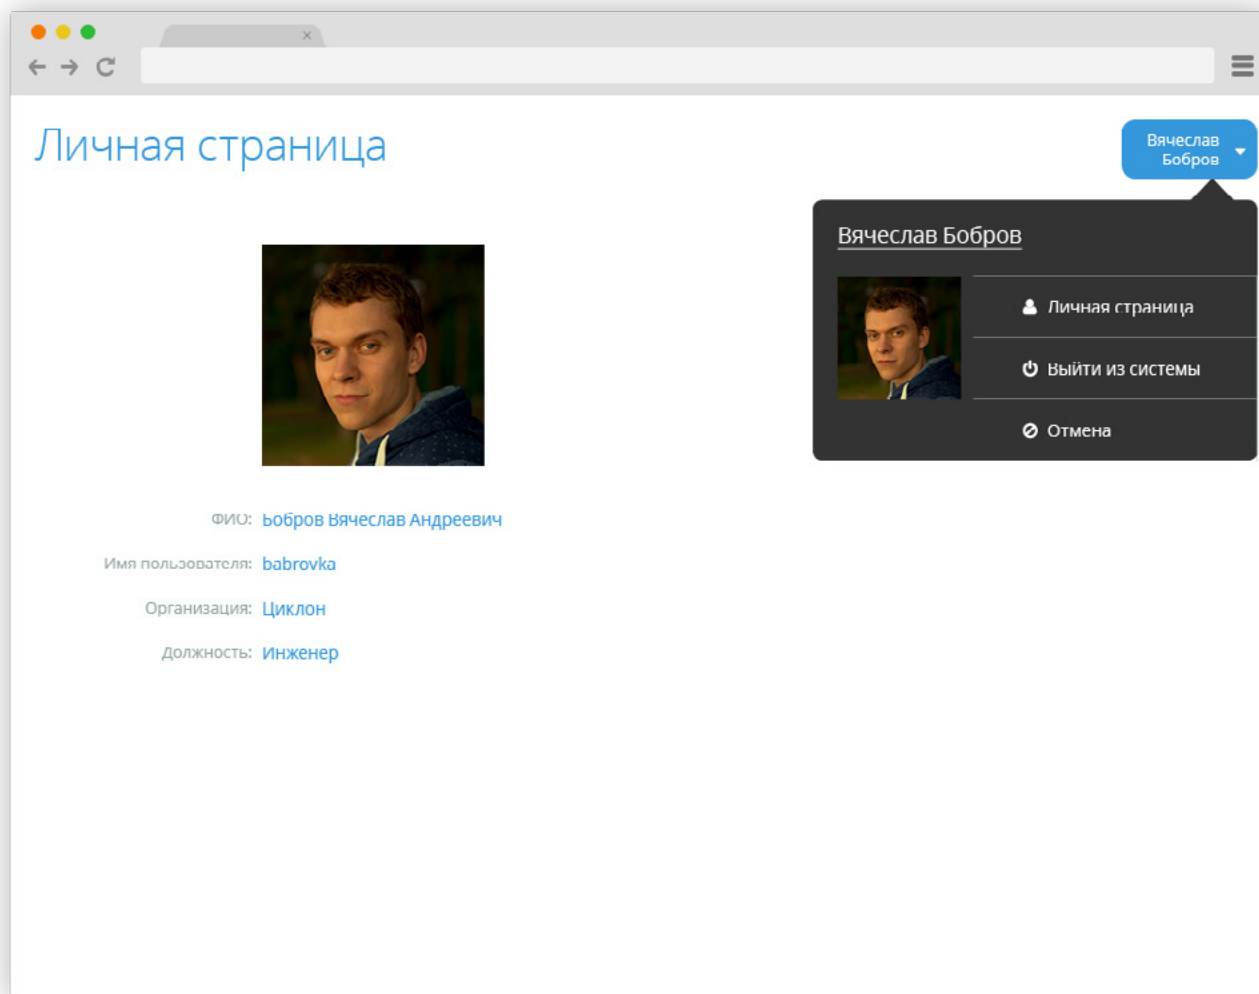 Личная страница
Вячеслав
Бобров
Вячеслав Бобров
Личная страница
Выйти из системы
Отмена
ФИО: Бобров Вячеслав Андреевич
Имя пользователя: babrovka
Организация: Циклон
Должность: Инженер